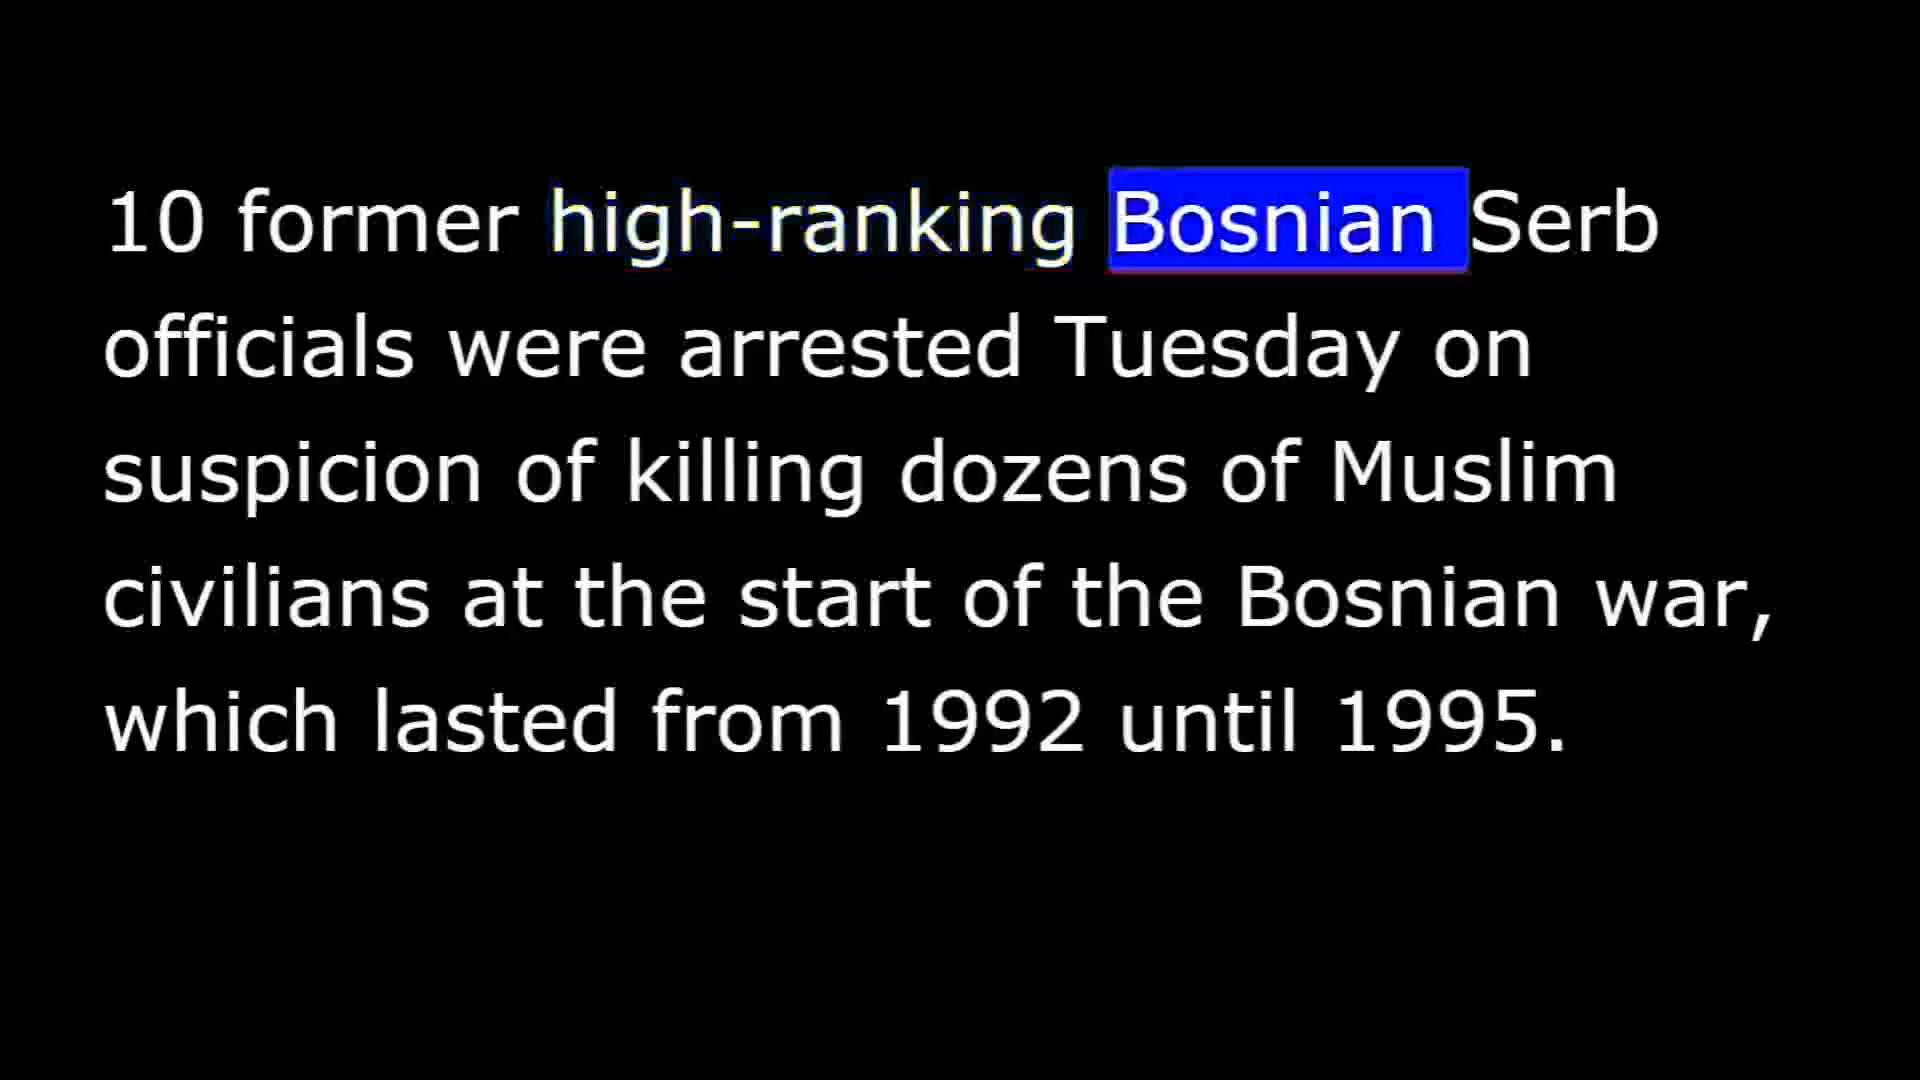 10 former high-ranking Bosnian Serb
officials were arrested Tuesday on
suspicion of killing dozens of Muslim
civilians at the start of the Bosnian war,
which lasted from 1992 until 1995.